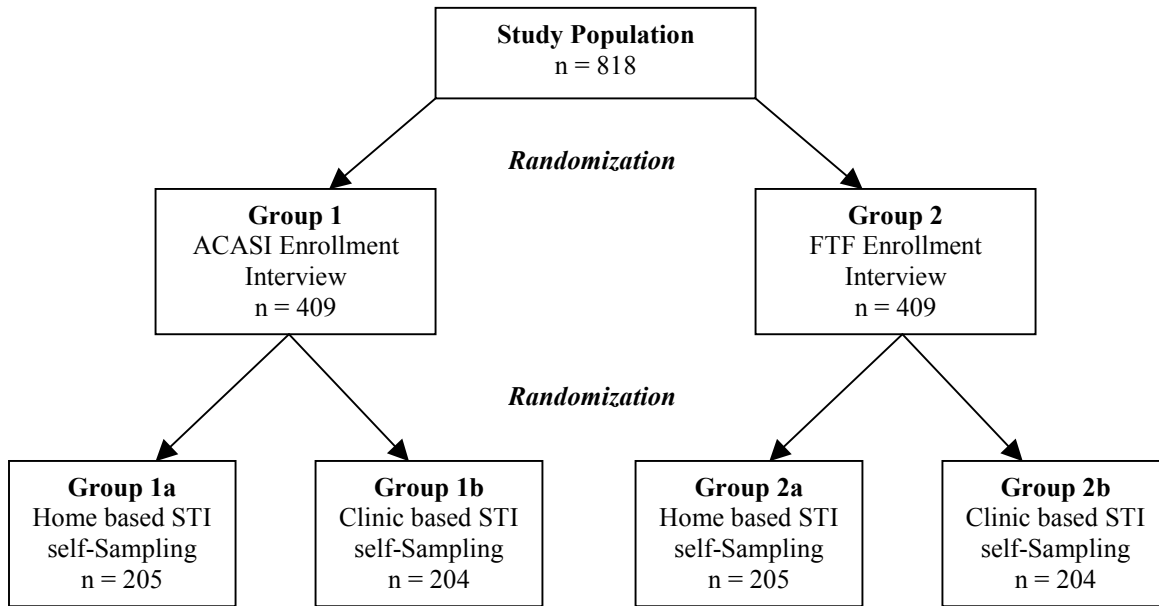 Study Population
n = 818
Randomization
Group 1
ACASI Enrollment
Interview
n = 409
Group 2
FTF Enrollment
Interview
n = 409
Randomization
Group 1a
Home based STI
self-Sampling
n = 205
Group 1b
Clinic based STI
self-Sampling
n = 204
Group 2a
Home based STI
self-Sampling
n = 205
Group 2b
Clinic based STI
self-Sampling
n = 204